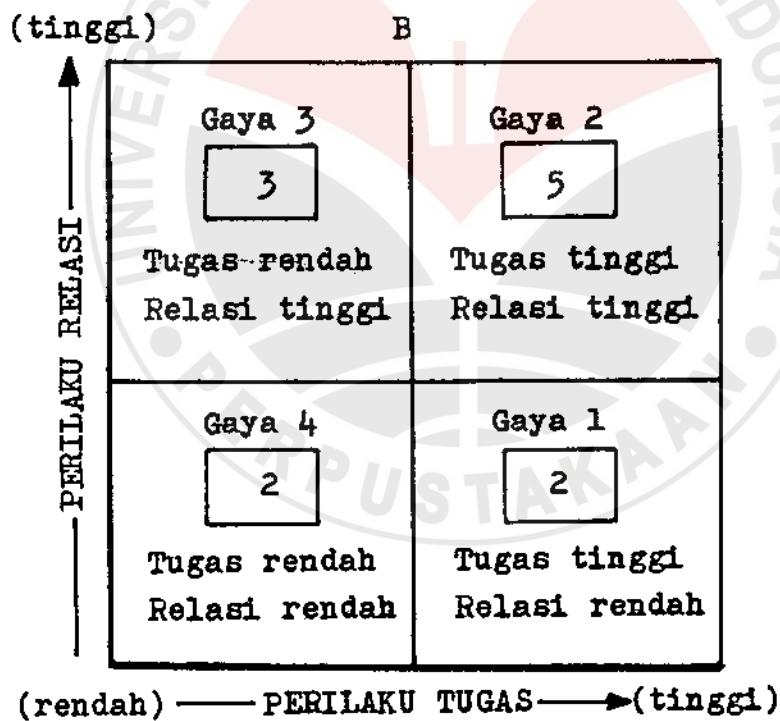 (tinggi) B
Gaya 3 Gaya 2
3 5
Tugas rendah Tugas tinggi
Relasi tinggi Relasi tinggi
PERILAKU RELASI
Gaya 4 Gaya 1
2 2
Tugas rendah Tugas tinggi
Relasi rendah Relasi rendah
(rendah) PERILAKU TUGAS (tinggi)
PERPUSTAKAAN